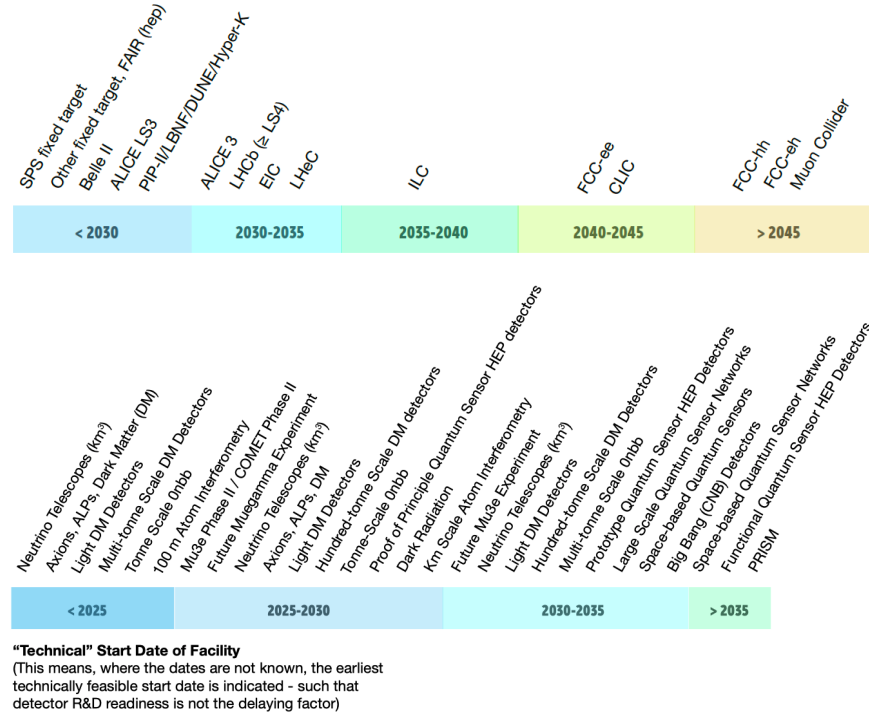 SPS fixed target
Other fixed target, FAIR (hep)
Belle II
ALICE LS3
PIP-II/LBNF/DUNE/Hyper-K
ALICE 3
LHCb (≥ LS4)
EIC
LHeC
ILC
FCC-ee
CLIC
FCC-hh
FCC-eh
Muon Collider
< 2030
2030-2035
2035-2040
2040-2045
> 2045
Neutrino Telescopes (km³)
Axions, ALPs, Dark Matter (DM)
Light DM Detectors
Multi-tonne Scale DM Detectors
Tonne Scale 0nbb
100 m Atom Interferometry
Mu3e Phase II / COMET Phase II
Future Muegamma Experiment
Neutrino Telescopes (km³)
Axions, ALPs, DM
Light DM Detectors
Hundred-tonne Scale DM detectors
Tonne-Scale 0nbb
Proof of Principle Quantum Sensor HEP detectors
Dark Radiation
Km Scale Atom Interferometry
Future Mu3e Experiment
Neutrino Telescopes (km³)
Light DM Detectors
Hundred-tonne Scale DM Detectors
Multi-tonne Scale 0nbb
Prototype Quantum Sensor HEP Detectors
Large Scale Quantum Sensor Networks
Space-based Quantum Sensors
Big Bang (CNB) Detectors
Space-based Quantum Sensor Networks
Functional Quantum Sensor HEP Detectors
PRISM
< 2025
2025-2030
2030-2035
> 2035
“Technical” Start Date of Facility
(This means, where the dates are not known, the earliest
technically feasible start date is indicated - such that
detector R&D readiness is not the delaying factor)